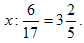 x: 6/17 = 3 2/5.